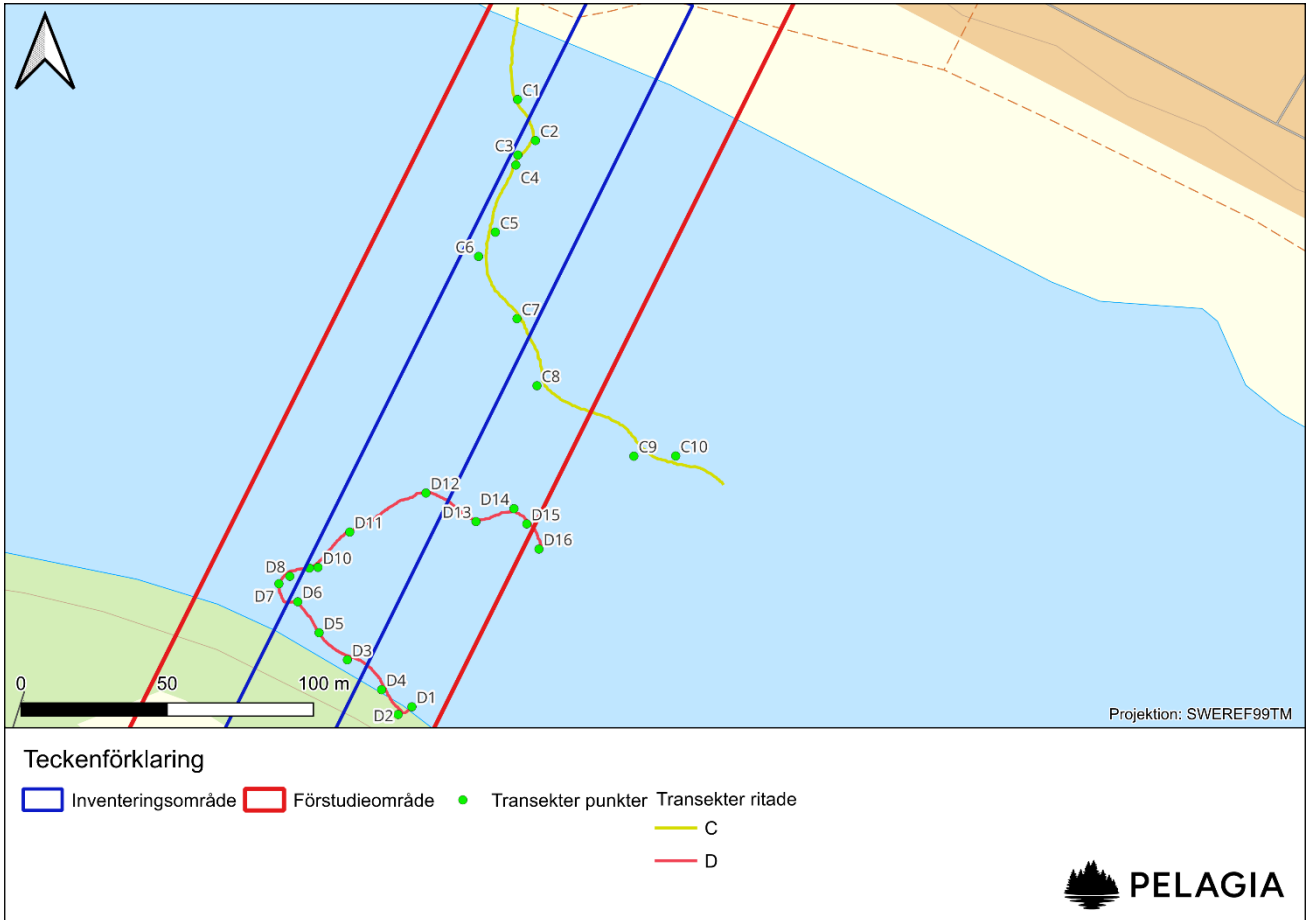 C1
C2
C3
C4
C5
C6
C7
C8
C9
C10
D12
D14
D13
D15
D11
D16
D10
D8
D7
D6
D5
D3
D4
D1
D2
0 50 100 m
Projektion: SWEREF99TM
Teckenförklaring
Inventeringsområde Förstudieområde Transekter punkter Transekter ritade
C
D
PELAGIA